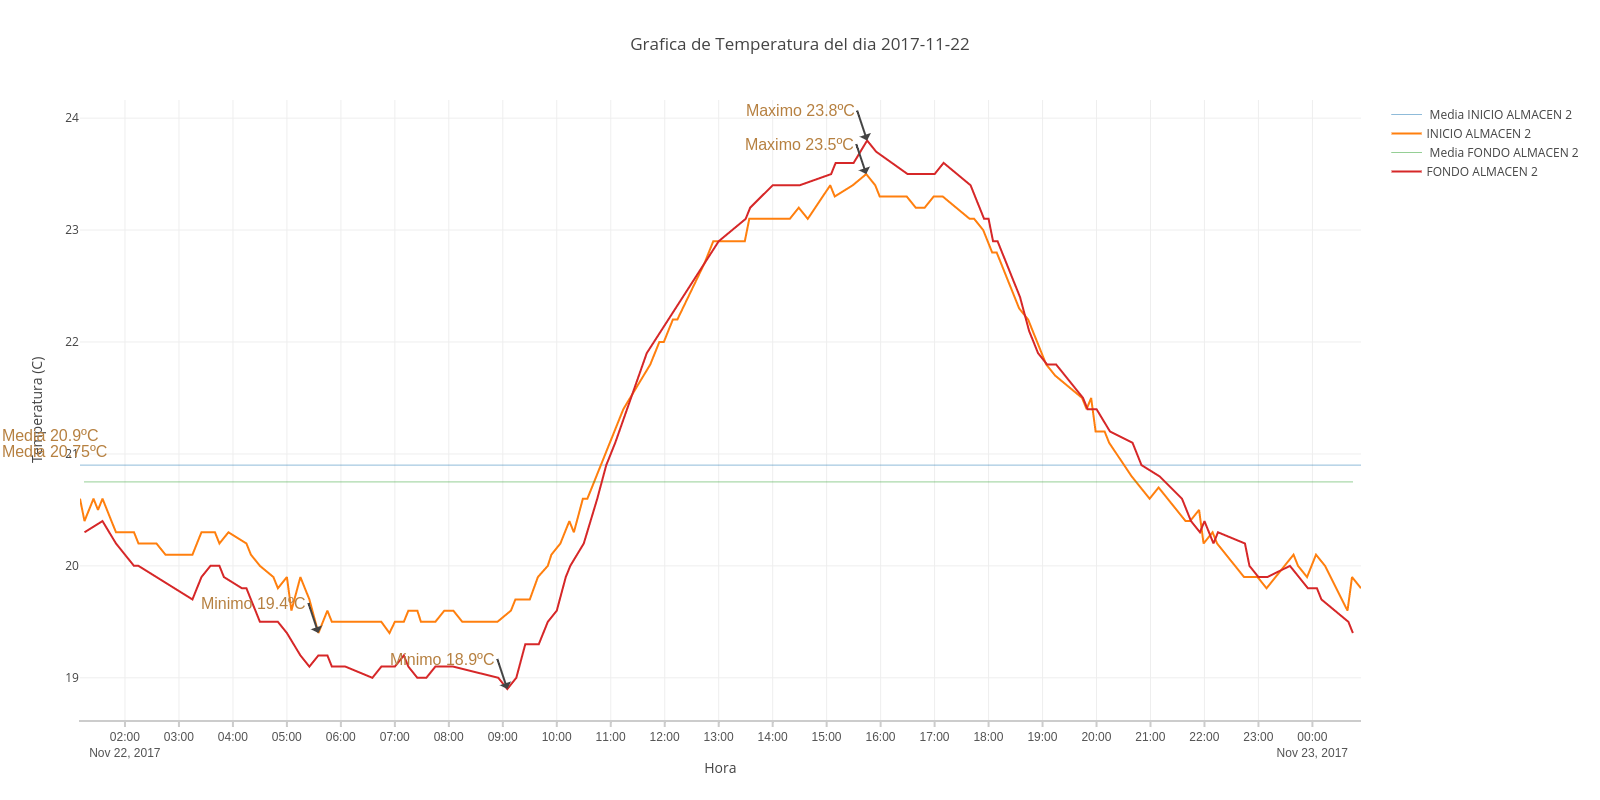 Grafica de Temperatura del dia 2017-11-22
Maximo 23.8ºC
Maximo 23.5ºC
Media INICIO ALMACEN 2
INICIO ALMACEN 2
Media FONDO ALMACEN 2
FONDO ALMACEN 2
24
23
22
21
20
19
Temperatura (C)
Media 20.9ºC
Media 20.75ºC
Minimo 19.4ºC
Minimo 18.9ºC
02:00 03:00 04:00 05:00 06:00 07:00 08:00 09:00 10:00 11:00 12:00 13:00 14:00 15:00 16:00 17:00 18:00 19:00 20:00 21:00 22:00 23:00 00:00
Nov 22, 2017 Nov 23, 2017
Hora